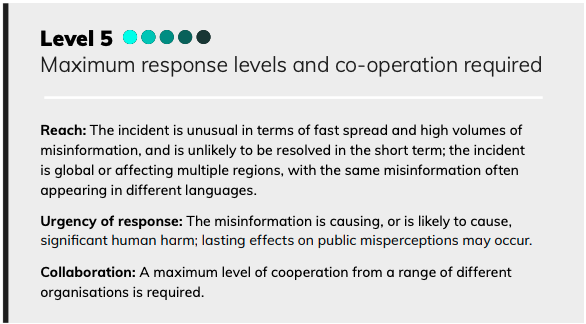 Level 5
Maximum response levels and co-operation required
Reach: The incident is unusual in terms of fast spread and high volumes of
misinformation, and is unlikely to be resolved in the short term; the incident
is global or affecting multiple regions, with the same misinformation often
appearing in different languages.
Urgency of response: The misinformation is causing, or is likely to cause,
significant human harm; lasting effects on public misperceptions may occur.
Collaboration: A maximum level of cooperation from a range of different
organisations is required.